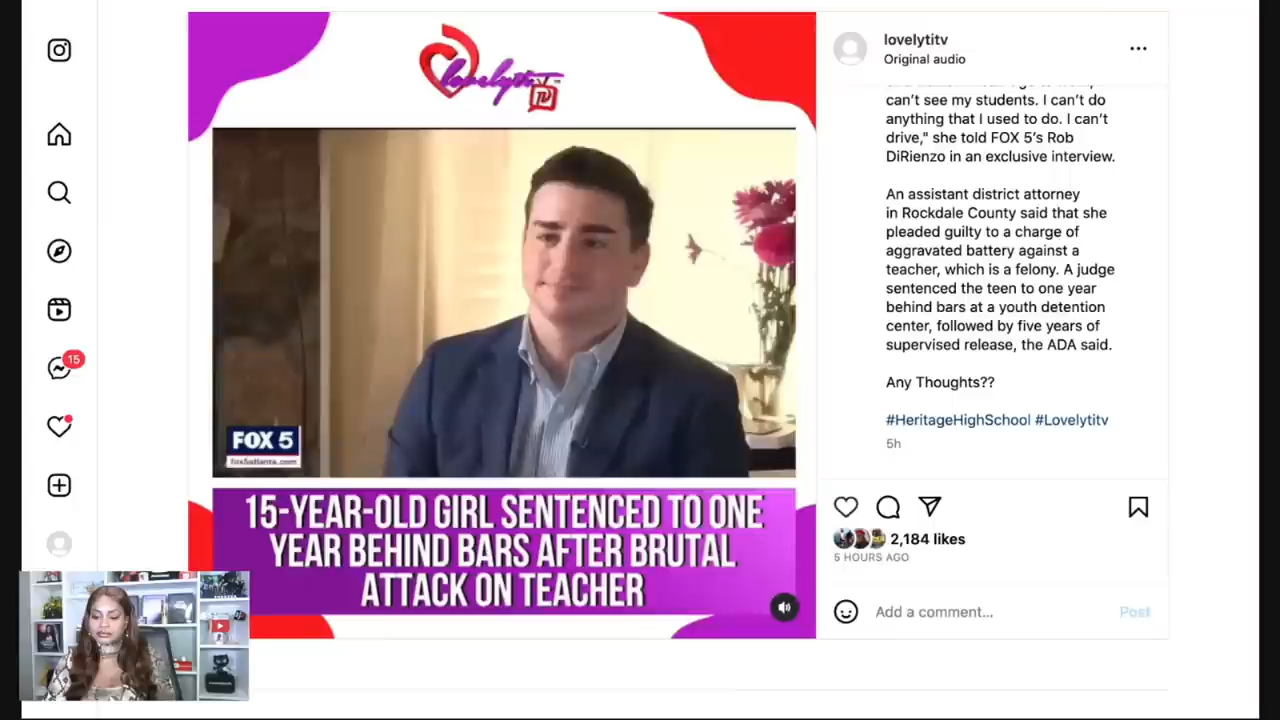 lovelytitv
TV
FOX 5
fox5atlanta.com
15-YEAR-OLD GIRL SENTENCED TO ONE
YEAR BEHIND BARS AFTER BRUTAL
ATTACK ON TEACHER
15
lovelytitv
Original audio
can't see my students. I can't do
anything that I used to do. I can't
drive," she told FOX 5's Rob
DiRienzo in an exclusive interview.
An assistant district attorney
in Rockdale County said that she
pleaded guilty to a charge of
aggravated battery against a
teacher, which is a felony. A judge
sentenced the teen to one year
behind bars at a youth detention
center, followed by five years of
supervised release, the ADA said.
Any Thoughts??
#HeritageHighSchool #Lovelytitv
5h
2,184 likes
5 HOURS AGO
Add a comment...
Post